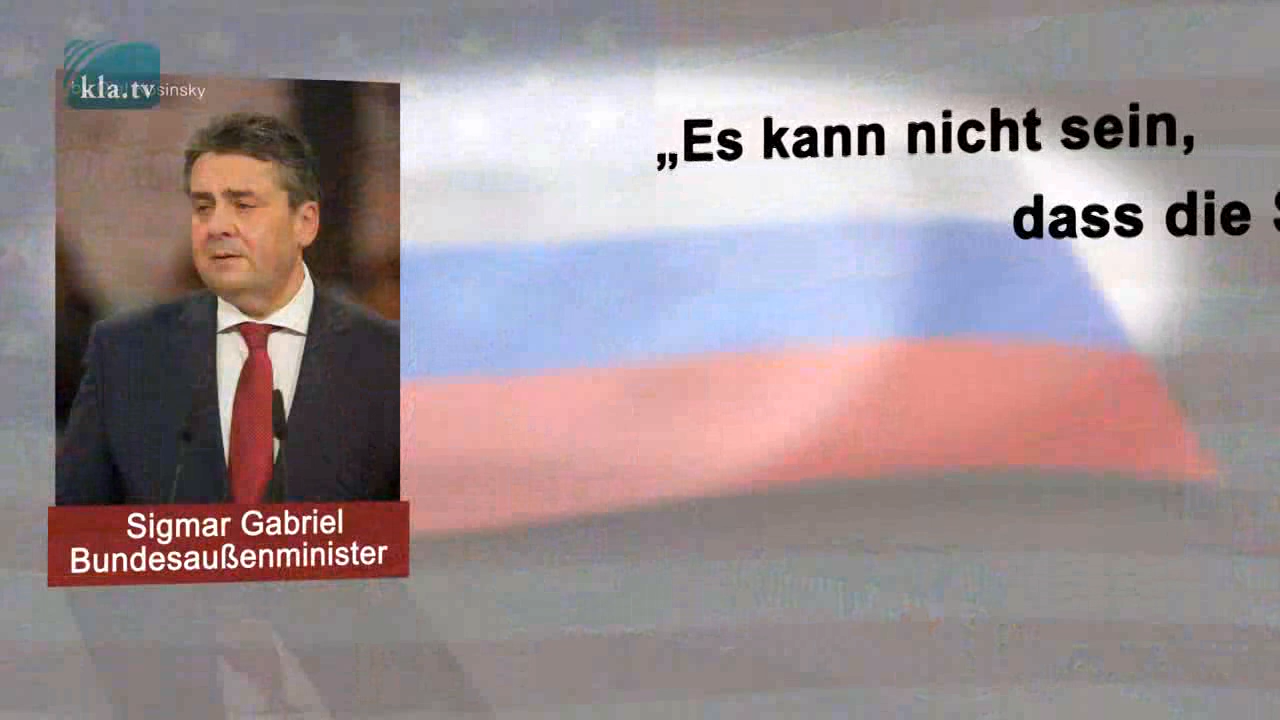 kla.tv
sinsky
„Es kann nicht sein,
dass die
Sigmar Gabriel
Bundesaußenminister